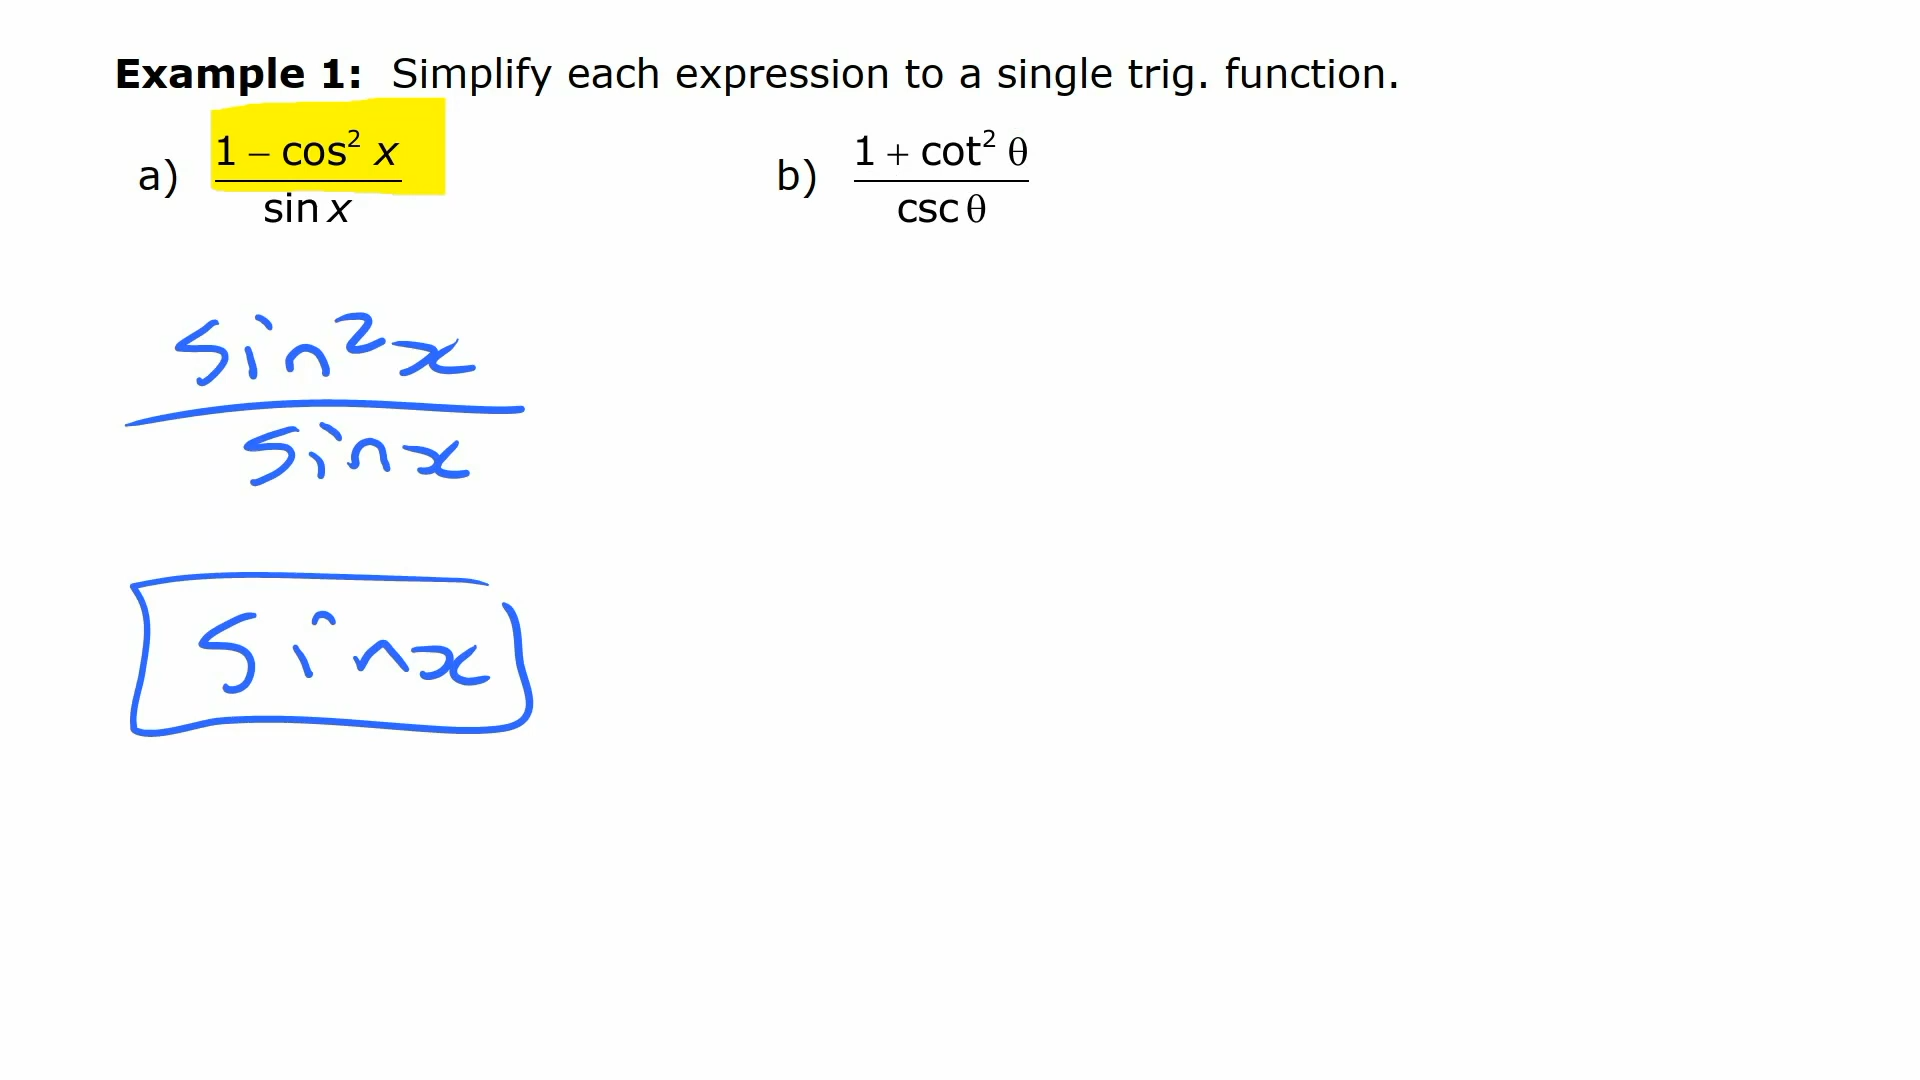 Example 1: Simplify each expression to a single trig. function.
a) (1 − cos² x) / (sin x)
b) (1 + cot² θ) / (csc θ)
sin²x
sinx
sinx